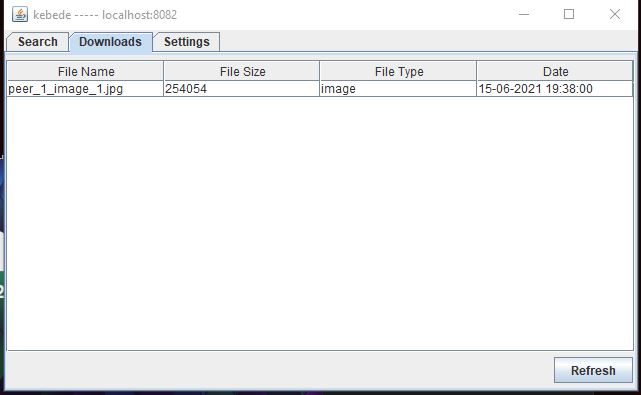 kebede ----- localhost:8082
Search Downloads Settings
File Name File Size File Type Date
peer_1_image_1.jpg 254054 image 15-06-2021 19:38:00
2
Refresh